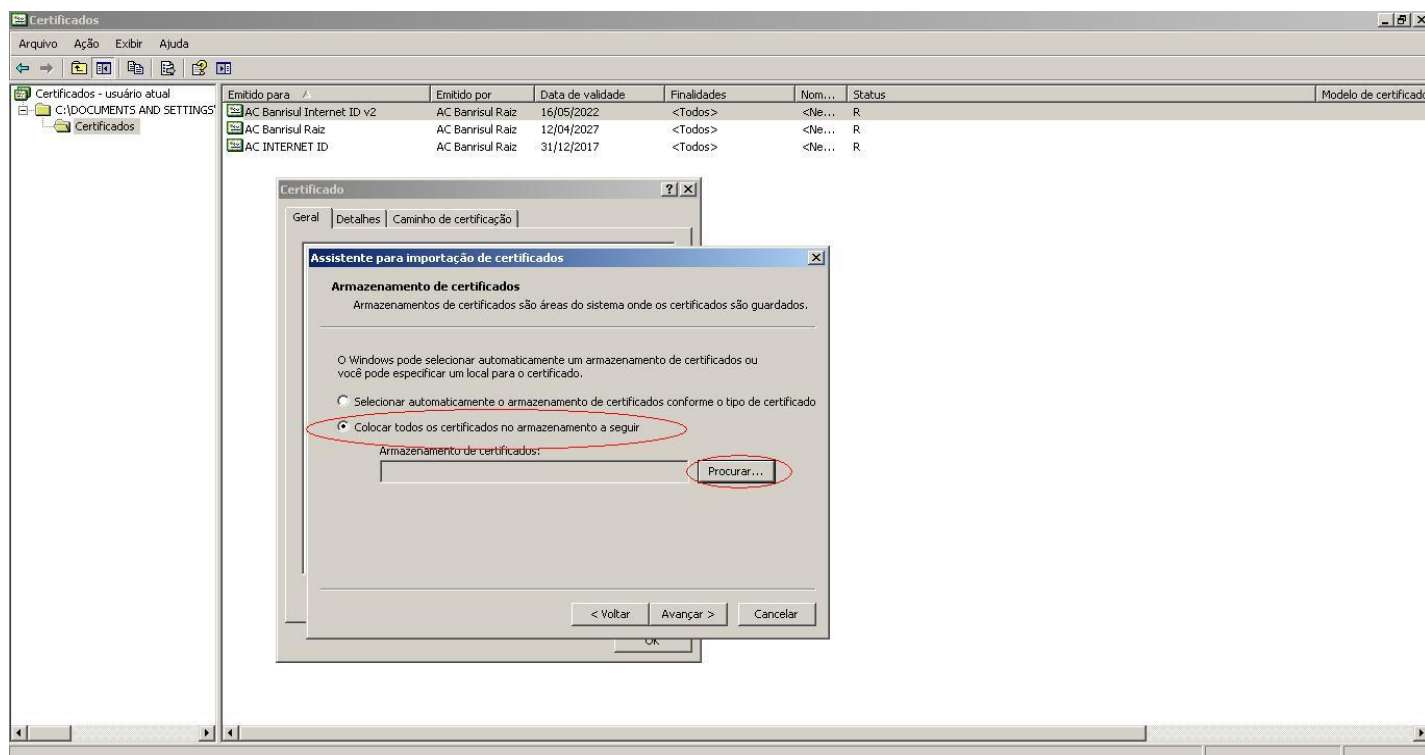 Certificados
Arquivo Ação Exibir Ajuda
Certificados - usuário atual
C:\DOCUMENTS AND SETTINGS'
Certificados
Emitido para Emitido por Data de validade Finalidades Nom... Status Modelo de certificado
AC Banrisul Internet ID v2 AC Banrisul Raiz 16/05/2022 <Todos> <Ne... R
AC Banrisul Raiz AC Banrisul Raiz 12/04/2027 <Todos> <Ne... R
AC INTERNET ID AC Banrisul Raiz 31/12/2017 <Todos> <Ne... R
Certificado
Geral Detalhes Caminho de certificação
Assistente para importação de certificados
Armazenamento de certificados
Armazenamentos de certificados são áreas do sistema onde os certificados são guardados.
O Windows pode selecionar automaticamente um armazenamento de certificados ou
você pode especificar um local para o certificado.
Selecionar automaticamente o armazenamento de certificados conforme o tipo de certificado
Colocar todos os certificados no armazenamento a seguir
Armazenamento de certificados:
Procurar...
< Voltar Avançar > Cancelar
OK